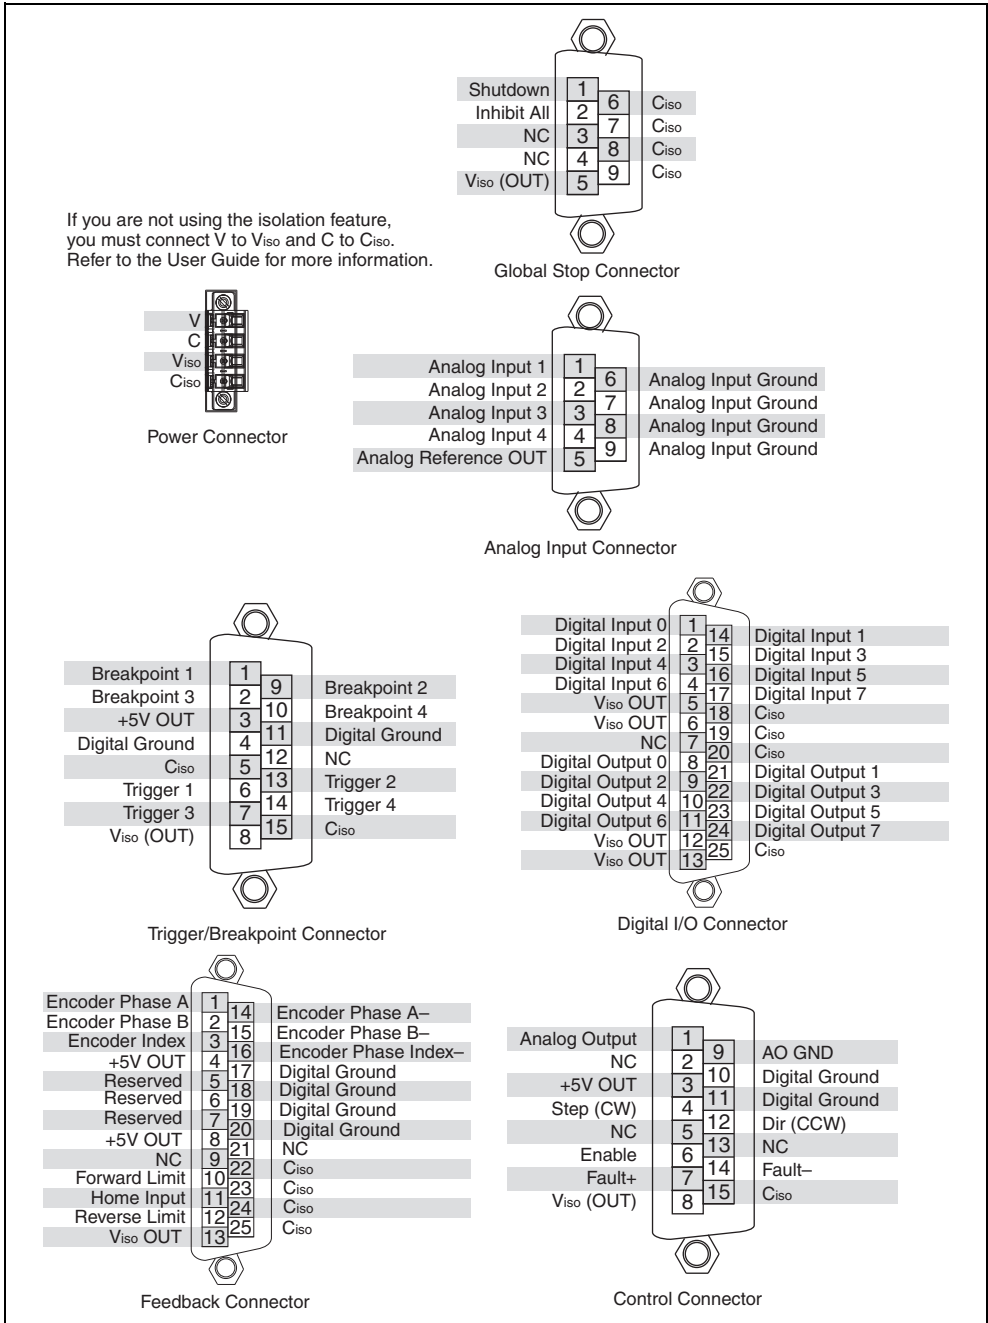 Shutdown 1
6 Ciso
Inhibit All 2
7 Ciso
NC 3
8 Ciso
NC 4
9 Ciso
Viso (OUT) 5
Global Stop Connector
If you are not using the isolation feature,
you must connect V to Viso and C to Ciso.
Refer to the User Guide for more information.
V
C
Viso
Ciso
Power Connector
Analog Input 1 1
6 Analog Input Ground
Analog Input 2 2
7 Analog Input Ground
Analog Input 3 3
8 Analog Input Ground
Analog Input 4 4
9 Analog Input Ground
Analog Reference OUT 5
Analog Input Connector
Breakpoint 1 1
9 Breakpoint 2
Breakpoint 3 2
10 Breakpoint 4
+5V OUT 3
11 Digital Ground
Digital Ground 4
12 NC
Ciso 5
13 Trigger 2
Trigger 1 6
14 Trigger 4
Trigger 3 7
15 Ciso
Viso (OUT) 8
Trigger/Breakpoint Connector
Digital Input 0 1
14 Digital Input 1
Digital Input 2 2
15 Digital Input 3
Digital Input 4 3
16 Digital Input 5
Digital Input 6 4
17 Digital Input 7
Viso OUT 5
18 Ciso
Viso OUT 6
19 Ciso
NC 7
20 Ciso
Digital Output 0 8
21 Digital Output 1
Digital Output 2 9
22 Digital Output 3
Digital Output 4 10
23 Digital Output 5
Digital Output 6 11
24 Digital Output 7
Viso OUT 12
25 Ciso
Viso OUT 13
Digital I/O Connector
Encoder Phase A 1
14 Encoder Phase A–
Encoder Phase B 2
15 Encoder Phase B–
Encoder Index 3
16 Encoder Phase Index–
+5V OUT 4
17 Digital Ground
Reserved 5
18 Digital Ground
Reserved 6
19 Digital Ground
Reserved 7
20 Digital Ground
+5V OUT 8
21 NC
NC 9
22 Ciso
Forward Limit 10
23 Ciso
Home Input 11
24 Ciso
Reverse Limit 12
25 Ciso
Viso OUT 13
Feedback Connector
Analog Output 1
9 AO GND
NC 2
10 Digital Ground
+5V OUT 3
11 Digital Ground
Step (CW) 4
12 Dir (CCW)
NC 5
13 NC
Enable 6
14 Fault–
Fault+ 7
15 Ciso
Viso (OUT) 8
Control Connector